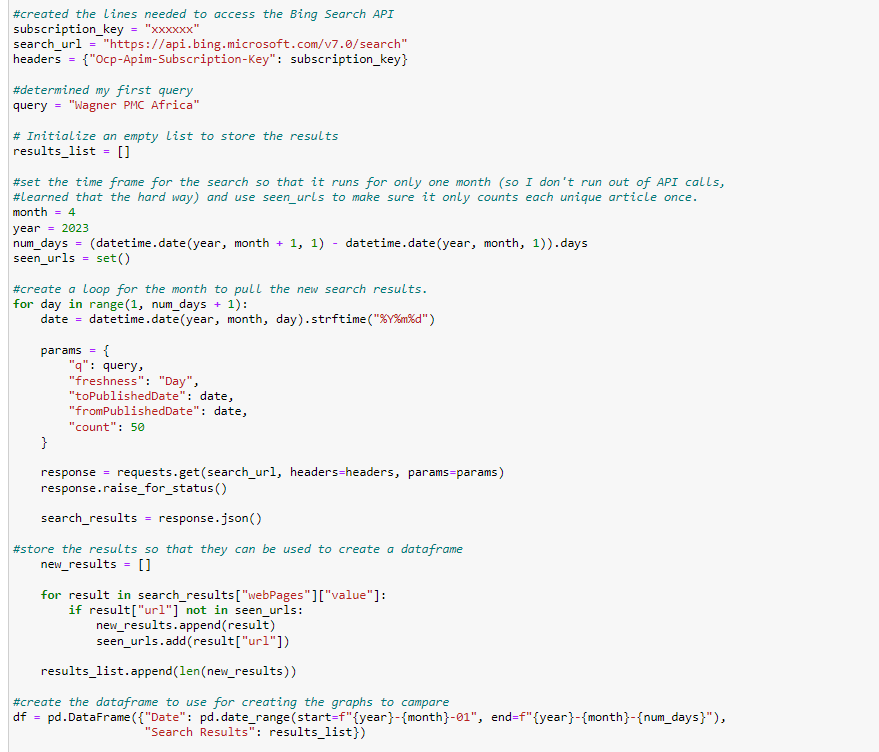 #created the lines needed to access the Bing Search API
subscription_key = "xxxxxx"
search_url = "https://api.bing.microsoft.com/v7.0/search"
headers = {"Ocp-Apim-Subscription-Key": subscription_key}

#determined my first query
query = "Wagner PMC Africa"

# Initialize an empty list to store the results
results_list = []

#set the time frame for the search so that it runs for only one month (so I don't run out of API calls,
#learned that the hard way) and use seen_urls to make sure it only counts each unique article once.
month = 4
year = 2023
num_days = (datetime.date(year, month + 1, 1) - datetime.date(year, month, 1)).days
seen_urls = set()

#create a loop for the month to pull the new search results.
for day in range(1, num_days + 1):
    date = datetime.date(year, month, day).strftime("%Y%m%d")

    params = {
        "q": query,
        "freshness": "Day",
        "toPublishedDate": date,
        "fromPublishedDate": date,
        "count": 50
    }

    response = requests.get(search_url, headers=headers, params=params)
    response.raise_for_status()

    search_results = response.json()

#store the results so that they can be used to create a dataframe
    new_results = []

    for result in search_results["webPages"]["value"]:
        if result["url"] not in seen_urls:
            new_results.append(result)
            seen_urls.add(result["url"])

    results_list.append(len(new_results))

#create the dataframe to use for creating the graphs to campare
df = pd.DataFrame({"Date": pd.date_range(start=f"{year}-{month}-01", end=f"{year}-{month}-{num_days}"),
                   "Search Results": results_list})